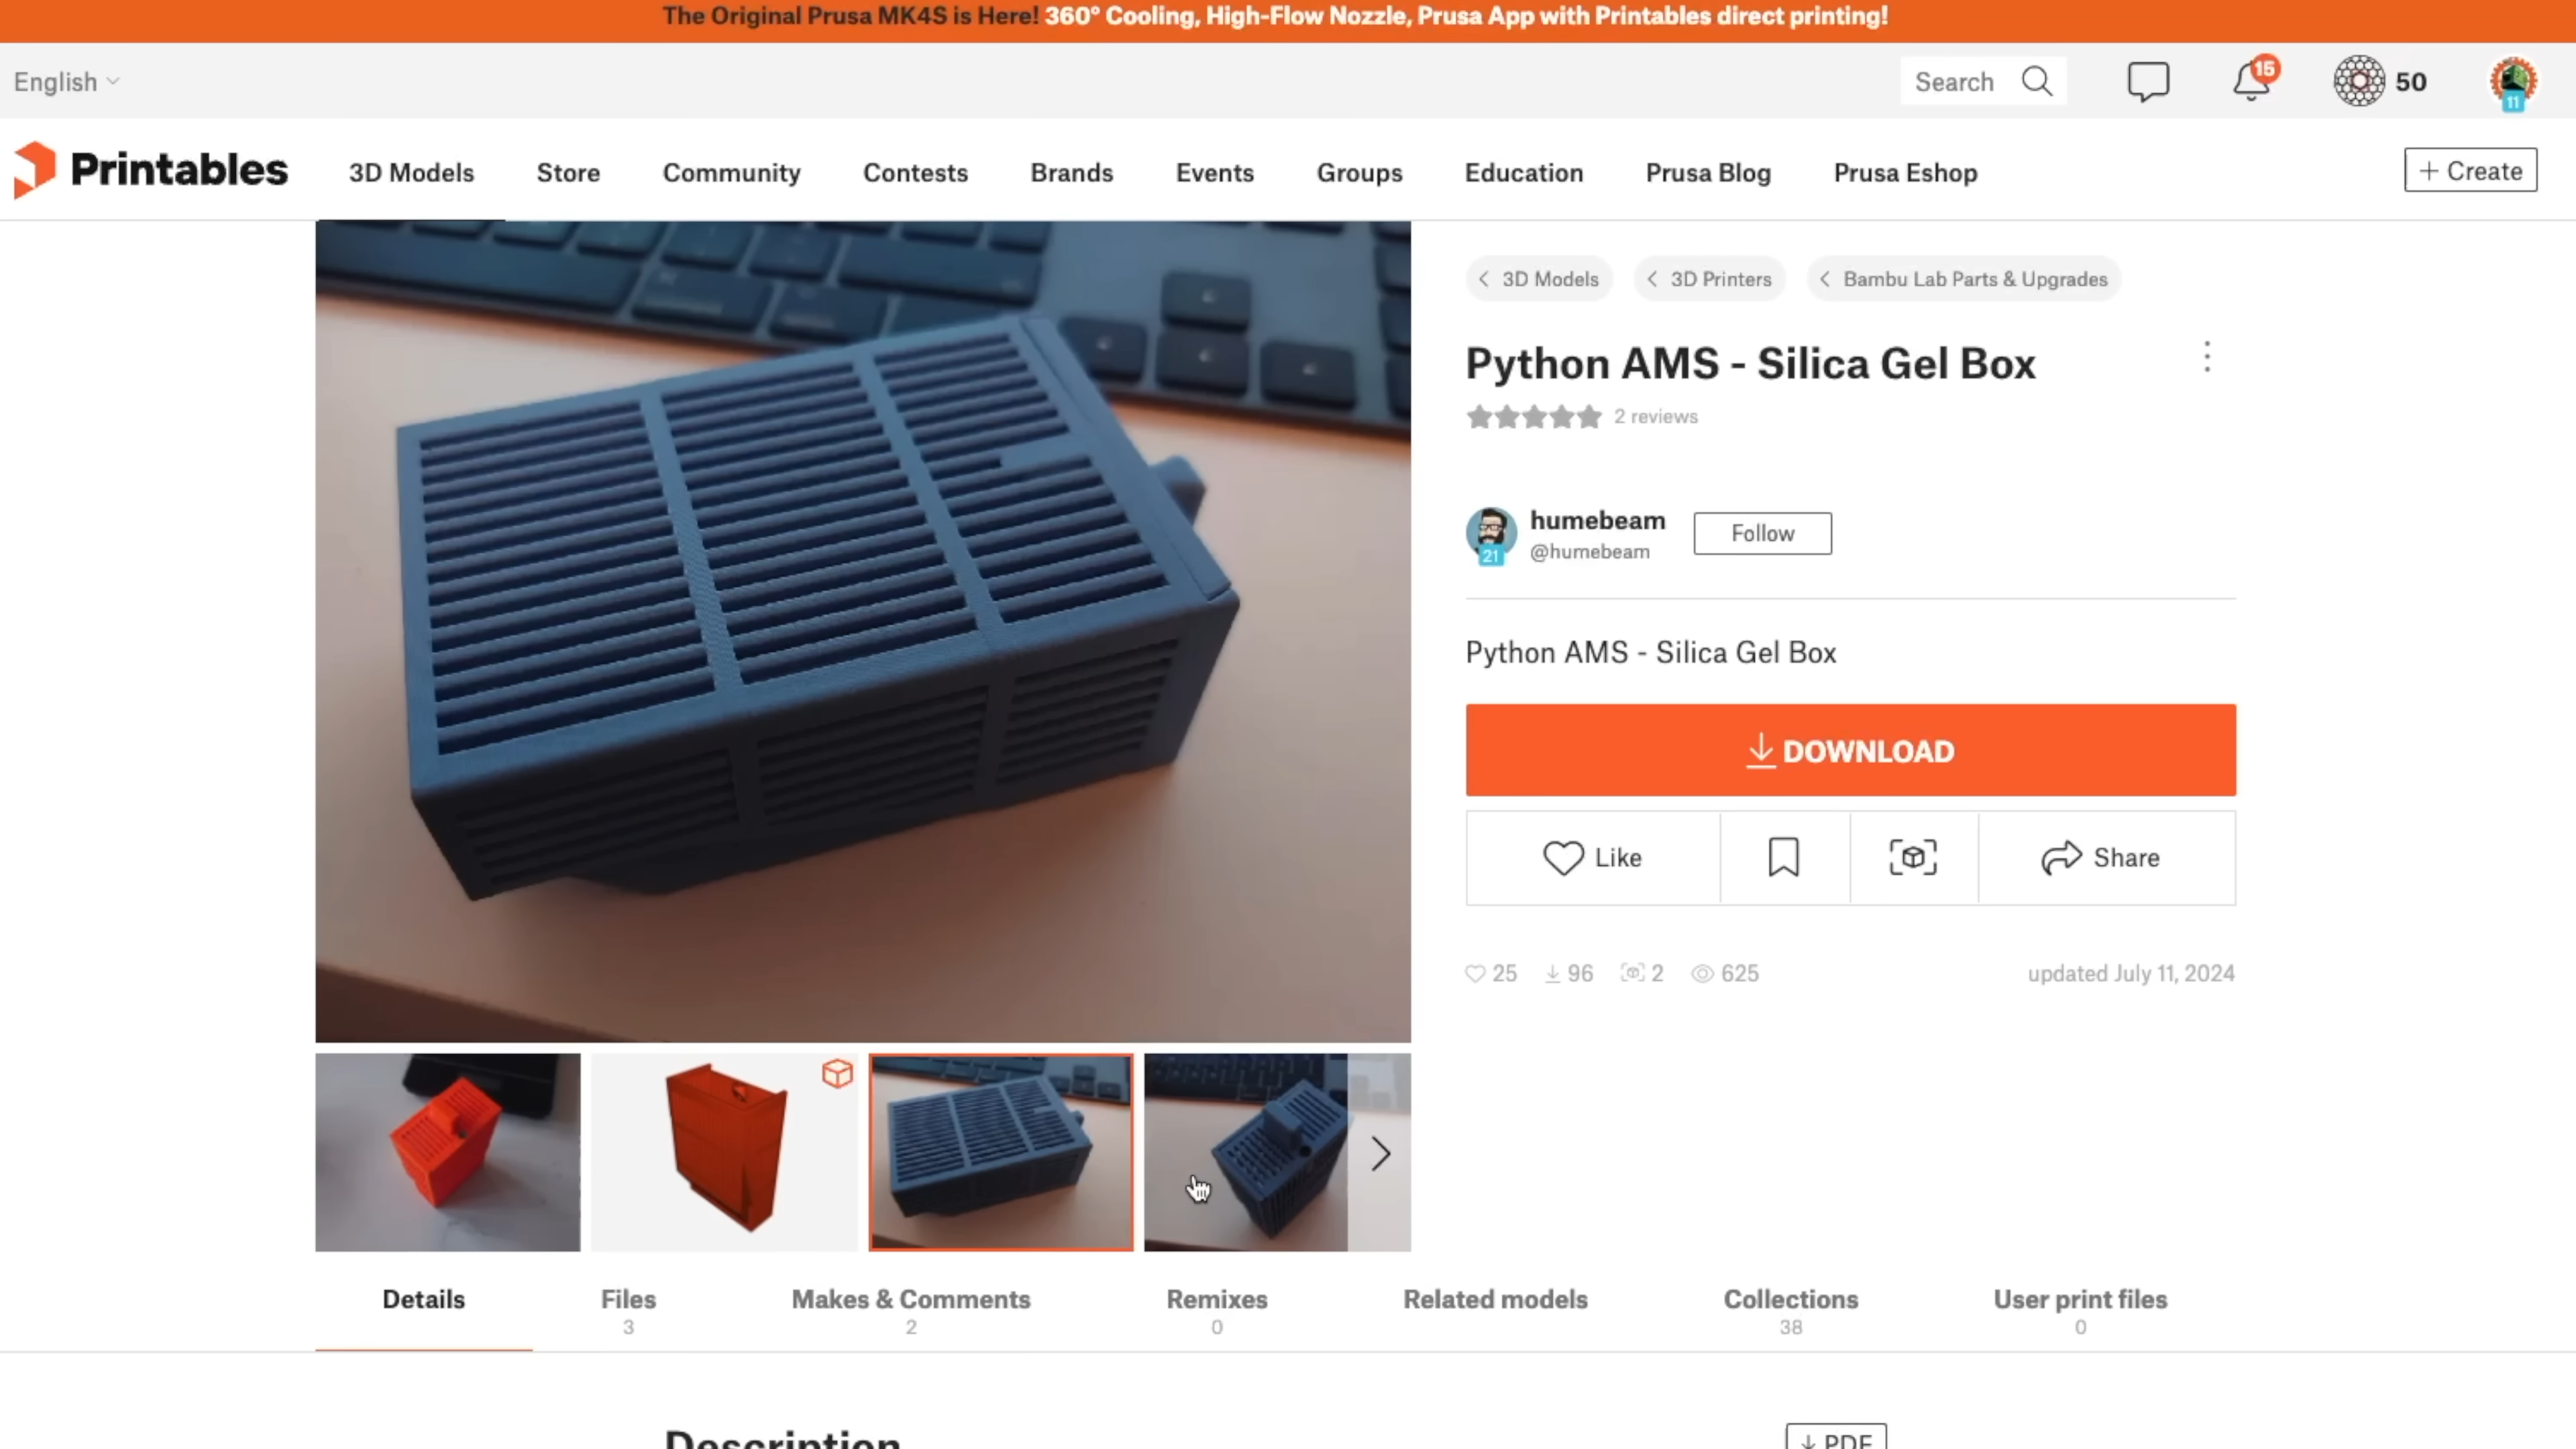 The Original Prusa MK4S is Here! 360° Cooling, High-Flow Nozzle, Prusa App with Printables direct printing!
English
Search
15
50
11
Printables
3D Models
Store
Community
Contests
Brands
Events
Groups
Education
Prusa Blog
Prusa Eshop
+ Create
3D Models
3D Printers
Bambu Lab Parts & Upgrades
Python AMS - Silica Gel Box
2 reviews
humebeam
@humebeam
21
Follow
Python AMS - Silica Gel Box
DOWNLOAD
Like
Share
25
96
2
625
updated July 11, 2024
Details
Files
3
Makes & Comments
2
Remixes
0
Related models
Collections
38
User print files
0
Description
PDF